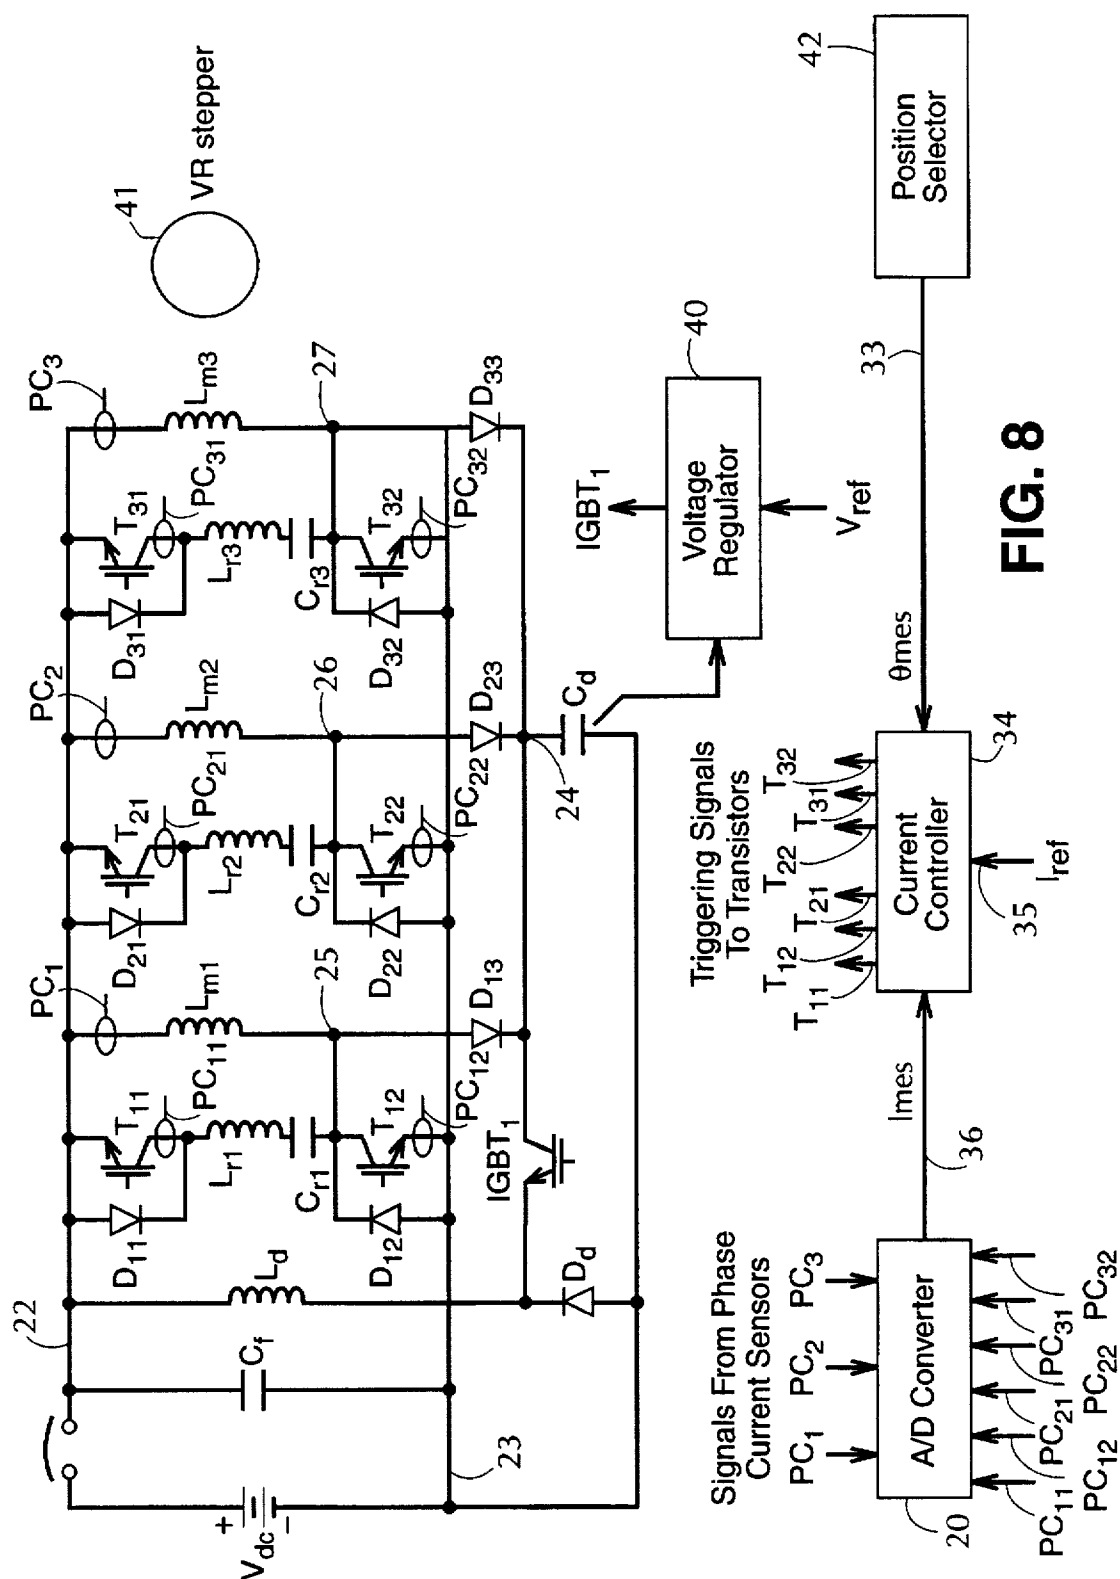 22
23
24
25
26
27
Vdc
+
−
Cf
Ld
Dd
IGBT1
D11
T11
PC11
Lr1
Cr1
D12
T12
PC12
PC1
Lm1
D13
D21
T21
PC21
Lr2
Cr2
D22
T22
PC22
PC2
Lm2
D23
Cd
D31
T31
PC31
Lr3
Cr3
D32
T32
PC32
PC3
Lm3
D33
41
VR stepper
IGBT1
40
Voltage
Regulator
Vref
Signals From Phase
Current Sensors
PC1
PC2
PC3
A/D Converter
20
PC11
PC12
PC21
PC22
PC31
PC32
Imes
36
Triggering Signals
To Transistors
T11
T12
T21
T22
T31
T32
Current
Controller
34
35
Iref
θmes
33
Position
Selector
42
FIG. 8